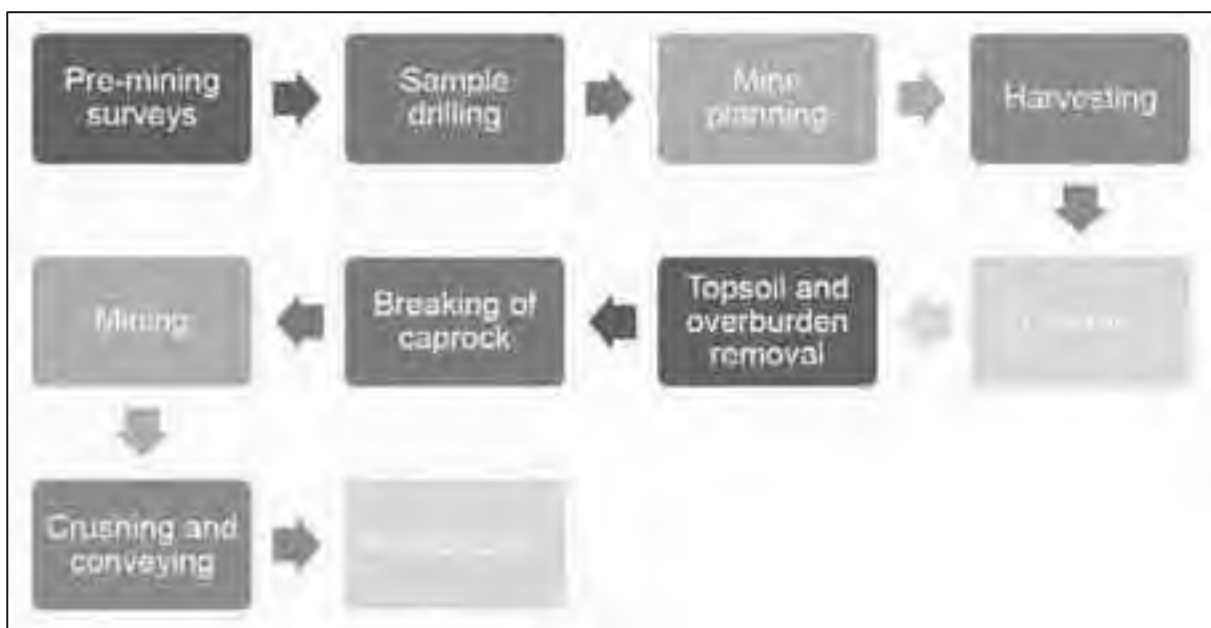 Pre-mining
surveys
Sample
drilling
Mine
planning
Harvesting
Topsoil and
overburden
removal
Breaking of
caprock
Mining
Crushing and
conveying